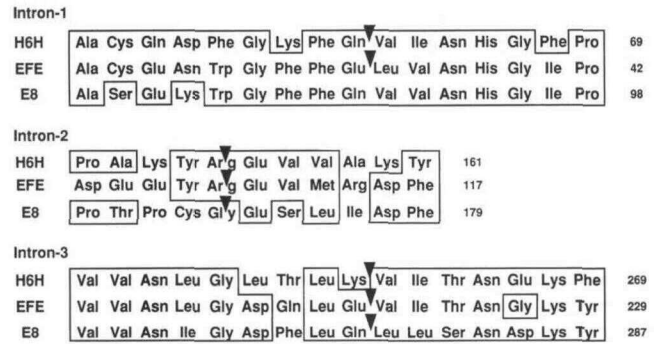 Intron-1
H6H Ala Cys Gln Asp Phe Gly Lys Phe Gln Val Ile Asn His Gly Phe Pro 69
EFE Ala Cys Glu Asn Trp Gly Phe Phe Glu Leu Val Asn His Gly Ile Pro 42
E8 Ala Ser Glu Lys Trp Gly Phe Phe Gln Val Val Asn His Gly Ile Pro 98
Intron-2
H6H Pro Ala Lys Tyr Arg Glu Val Val Ala Lys Tyr 161
EFE Asp Glu Glu Tyr Arg Glu Val Met Arg Asp Phe 117
E8 Pro Thr Pro Cys Gly Glu Ser Leu Ile Asp Phe 179
Intron-3
H6H Val Val Asn Leu Gly Leu Thr Leu Lys Val Ile Thr Asn Glu Lys Phe 269
EFE Val Val Asn Leu Gly Asp Gln Leu Glu Val Ile Thr Asn Gly Lys Tyr 229
E8 Val Val Asn Ile Gly Asp Phe Leu Gln Leu Leu Ser Asn Asp Lys Tyr 287